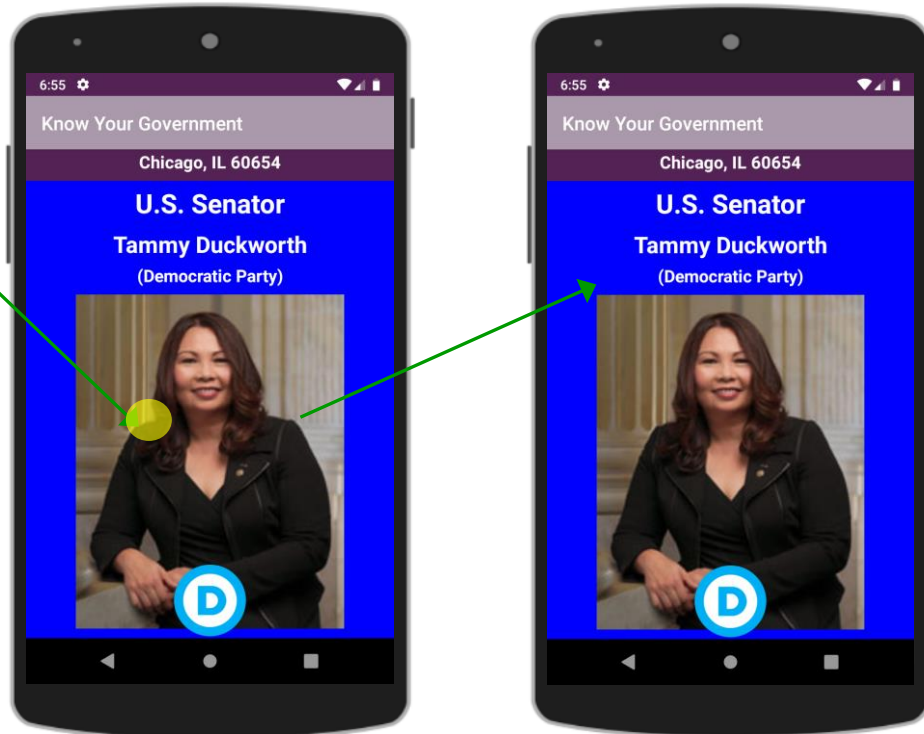 6:55
Know Your Government
Chicago, IL 60654
U.S. Senator
Tammy Duckworth
(Democratic Party)
D
6:55
Know Your Government
Chicago, IL 60654
U.S. Senator
Tammy Duckworth
(Democratic Party)
D